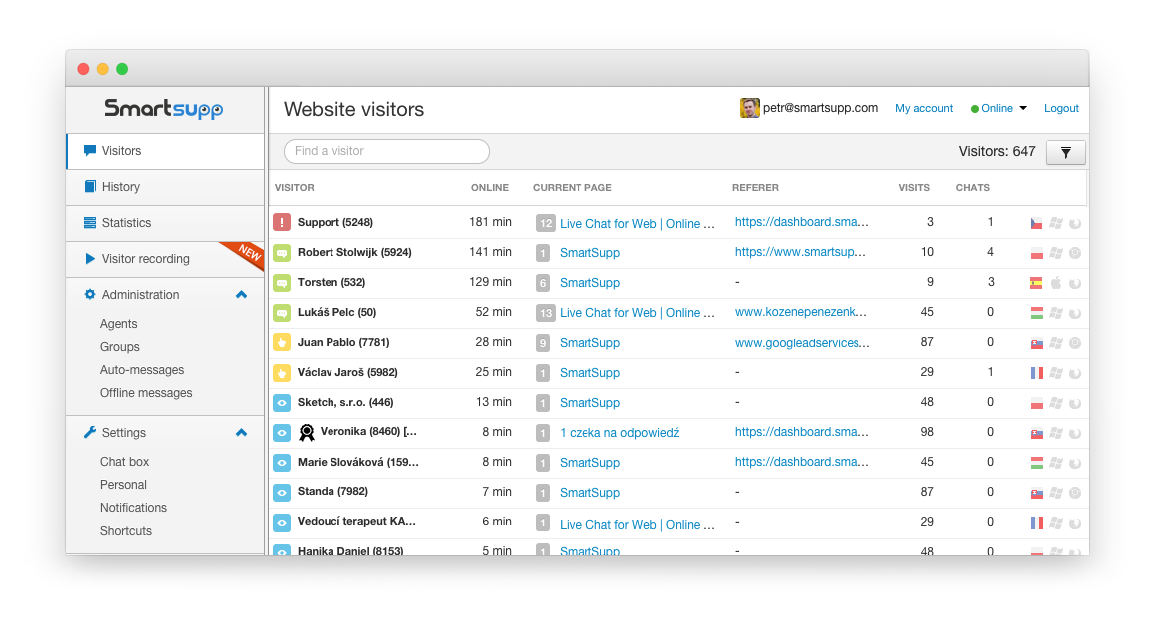 Smartsupp
Website visitors
petr@smartsupp.com My account Online Logout
Visitors
History
Statistics
Visitor recording NEW
Administration
Agents
Groups
Auto-messages
Offline messages
Settings
Chat box
Personal
Notifications
Shortcuts
Find a visitor
Visitors: 647
VISITOR ONLINE CURRENT PAGE REFERER VISITS CHATS
! Support (5248) 181 min 12 Live Chat for Web | Online ... https://dashboard.sma... 3 1
Robert Stolwijk (5924) 141 min 1 SmartSupp https://www.smartsup... 10 4
Torsten (532) 129 min 6 SmartSupp - 9 3
Lukáš Pelc (50) 52 min 13 Live Chat for Web | Online ... www.kozenepenezenk... 45 0
Juan Pablo (7781) 28 min 9 SmartSupp www.googleadservices... 87 0
Václav Jaroš (5982) 25 min 1 SmartSupp - 29 1
Sketch, s.r.o. (446) 13 min 1 SmartSupp - 48 0
Veronika (8460) [... 8 min 1 1 czeka na odpowiedź https://dashboard.sma... 98 0
Marie Slováková (159... 8 min 1 SmartSupp https://dashboard.sma... 45 0
Standa (7982) 7 min 1 SmartSupp - 87 0
Vedoucí terapeut KA... 6 min 1 Live Chat for Web | Online ... - 29 0
Hanika Daniel (8153) 5 min 1 SmartSupp - 48 0